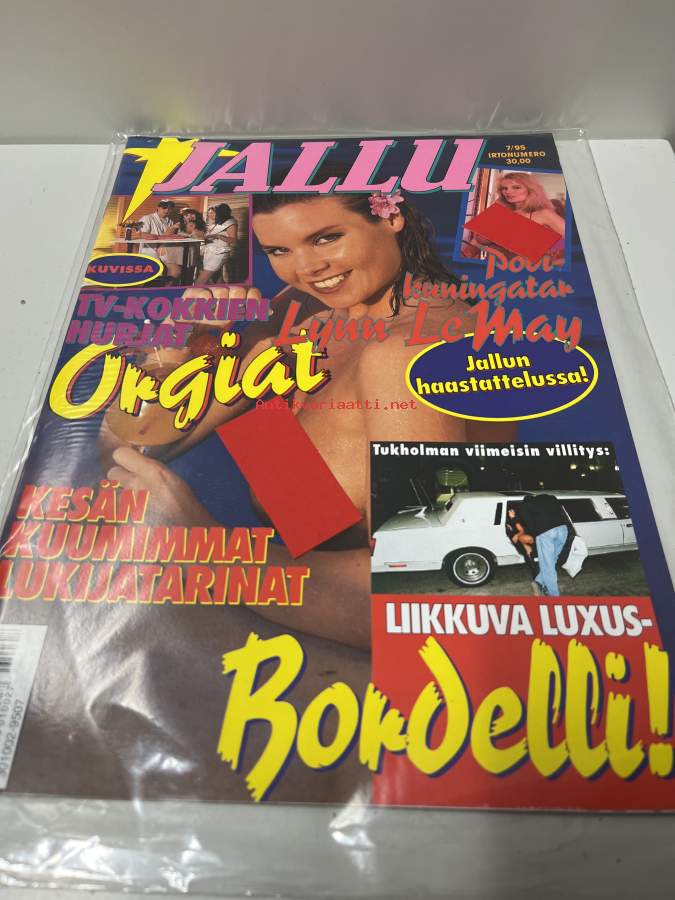 JALLU
7/95
IRTONUMERO
30,00
KUVISSA
TV-KOKKIEN
HURJAT
Orgiat
Povi-
kuningatar
Lynn LeMay
Jallun
haastattelussa!
Antikvariaatti.net
Tukholman viimeisin villitys:
KESÄN
KUUMIMMAT
LUKIJATARINAT
LIIKKUVA LUXUS-
Bordelli!